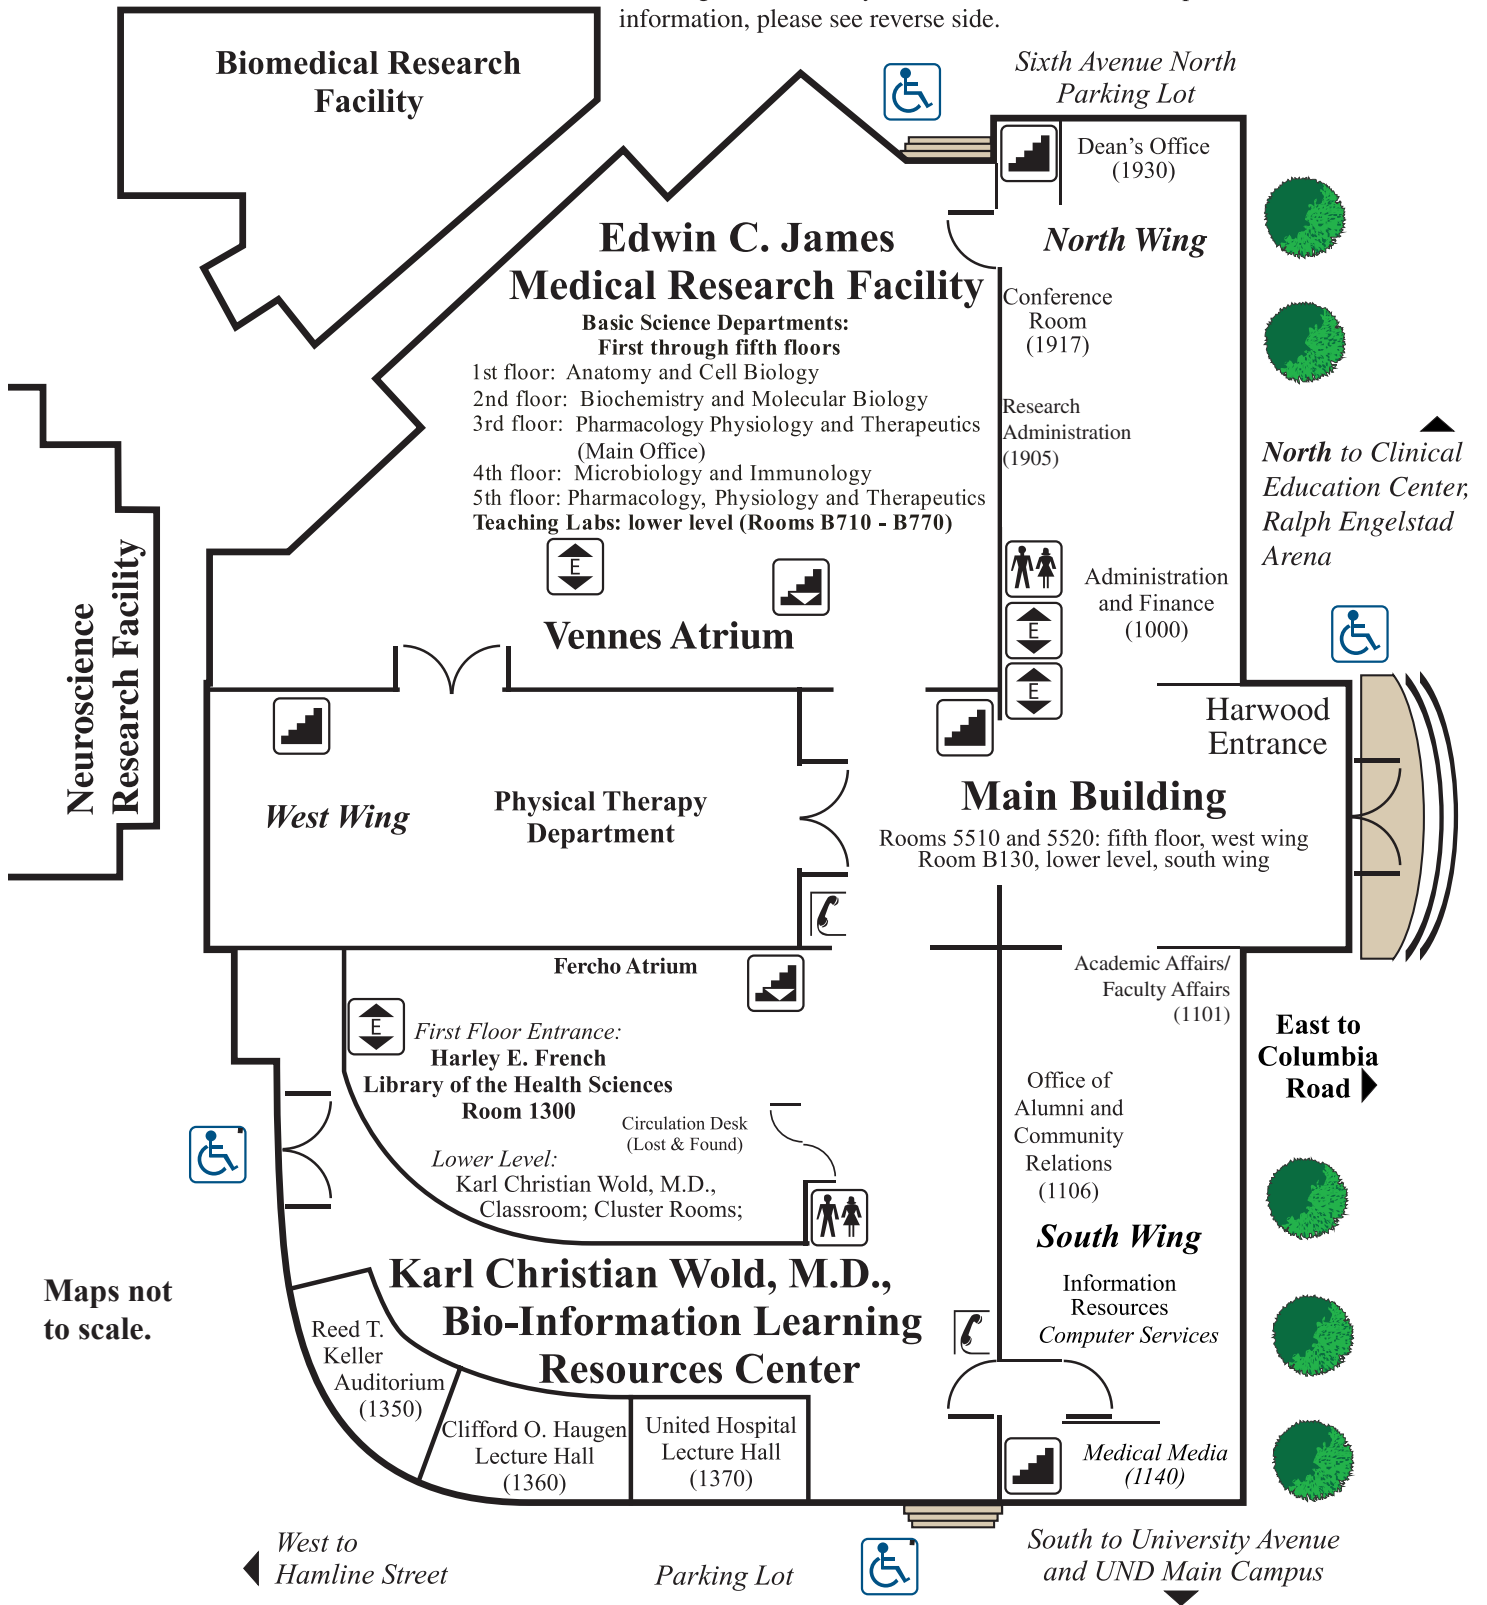 information, please see reverse side.
Biomedical Research
Facility
Sixth Avenue North
Parking Lot
Dean's Office
(1930)
North Wing
Edwin C. James
Medical Research Facility
Basic Science Departments:
First through fifth floors
1st floor: Anatomy and Cell Biology
2nd floor: Biochemistry and Molecular Biology
3rd floor: Pharmacology Physiology and Therapeutics
(Main Office)
4th floor: Microbiology and Immunology
5th floor: Pharmacology, Physiology and Therapeutics
Teaching Labs: lower level (Rooms B710 - B770)
Conference
Room
(1917)
Research
Administration
(1905)
North to Clinical
Education Center,
Ralph Engelstad
Arena
E
Administration
and Finance
(1000)
E
E
Vennes Atrium
Neuroscience
Research Facility
Harwood
Entrance
West Wing
Physical Therapy
Department
Main Building
Rooms 5510 and 5520: fifth floor, west wing
Room B130, lower level, south wing
Fercho Atrium
Academic Affairs/
Faculty Affairs
(1101)
E
First Floor Entrance:
Harley E. French
Library of the Health Sciences
Room 1300
East to
Columbia
Road
Circulation Desk
(Lost & Found)
Lower Level:
Karl Christian Wold, M.D.,
Classroom; Cluster Rooms;
Office of
Alumni and
Community
Relations
(1106)
South Wing
Information
Resources
Computer Services
Karl Christian Wold, M.D.,
Bio-Information Learning
Resources Center
Maps not
to scale.
Reed T.
Keller
Auditorium
(1350)
Clifford O. Haugen
Lecture Hall
(1360)
United Hospital
Lecture Hall
(1370)
Medical Media
(1140)
West to
Hamline Street
Parking Lot
South to University Avenue
and UND Main Campus